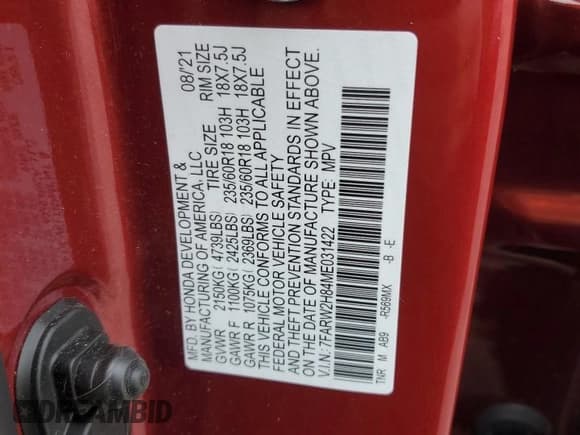 MFD. BY HONDA DEVELOPMENT & 08/'21
MANUFACTURING OF AMERICA, LLC
GVWR 2150KG ( 4739LBS) TIRE SIZE RIM SIZE
GAWR F 1100KG ( 2425LBS) 235/60R18 103H 18X7.5J
GAWR R 1075KG ( 2369LBS) 235/60R18 103H 18X7.5J
THIS VEHICLE CONFORMS TO ALL APPLICABLE
FEDERAL MOTOR VEHICLE SAFETY
AND THEFT PREVENTION STANDARDS IN EFFECT
ON THE DATE OF MANUFACTURE SHOWN ABOVE.
V.I.N.: 7FARW2H84ME031422 TYPE: MPV
TNR M AB9 -R569MX -B -E
DREAMBID